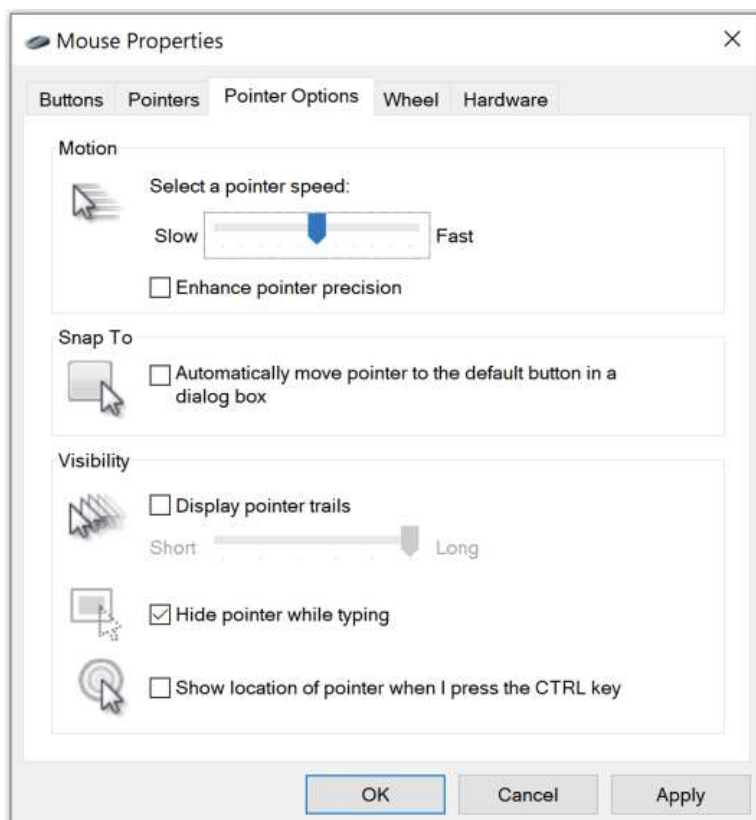 Mouse Properties
Buttons Pointers Pointer Options Wheel Hardware
Motion
Select a pointer speed:
Slow Fast
Enhance pointer precision
Snap To
Automatically move pointer to the default button in a
dialog box
Visibility
Display pointer trails
Short Long
Hide pointer while typing
Show location of pointer when I press the CTRL key
OK Cancel Apply